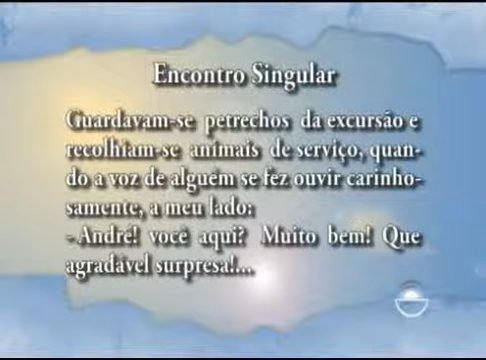 Encontro Singular
Guardavam-se petrechos da excursão e
recolhiam-se animais de serviço, quan-
do a voz de alguém se fez ouvir carinho-
samente, a meu lado:
- André! você aqui? Muito bem! Que
agradável surpresa!...